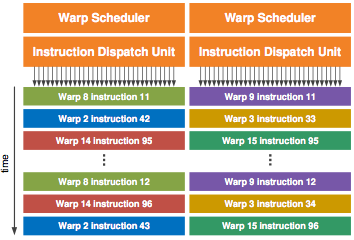 Warp Scheduler Warp Scheduler
Instruction Dispatch Unit Instruction Dispatch Unit
Warp 8 Instruction 11 Warp 9 Instruction 11
Warp 2 Instruction 42 Warp 3 Instruction 33
Warp 14 Instruction 95 Warp 15 Instruction 95
time
Warp 8 Instruction 12 Warp 9 Instruction 12
Warp 14 Instruction 96 Warp 3 Instruction 34
Warp 2 Instruction 43 Warp 15 Instruction 96